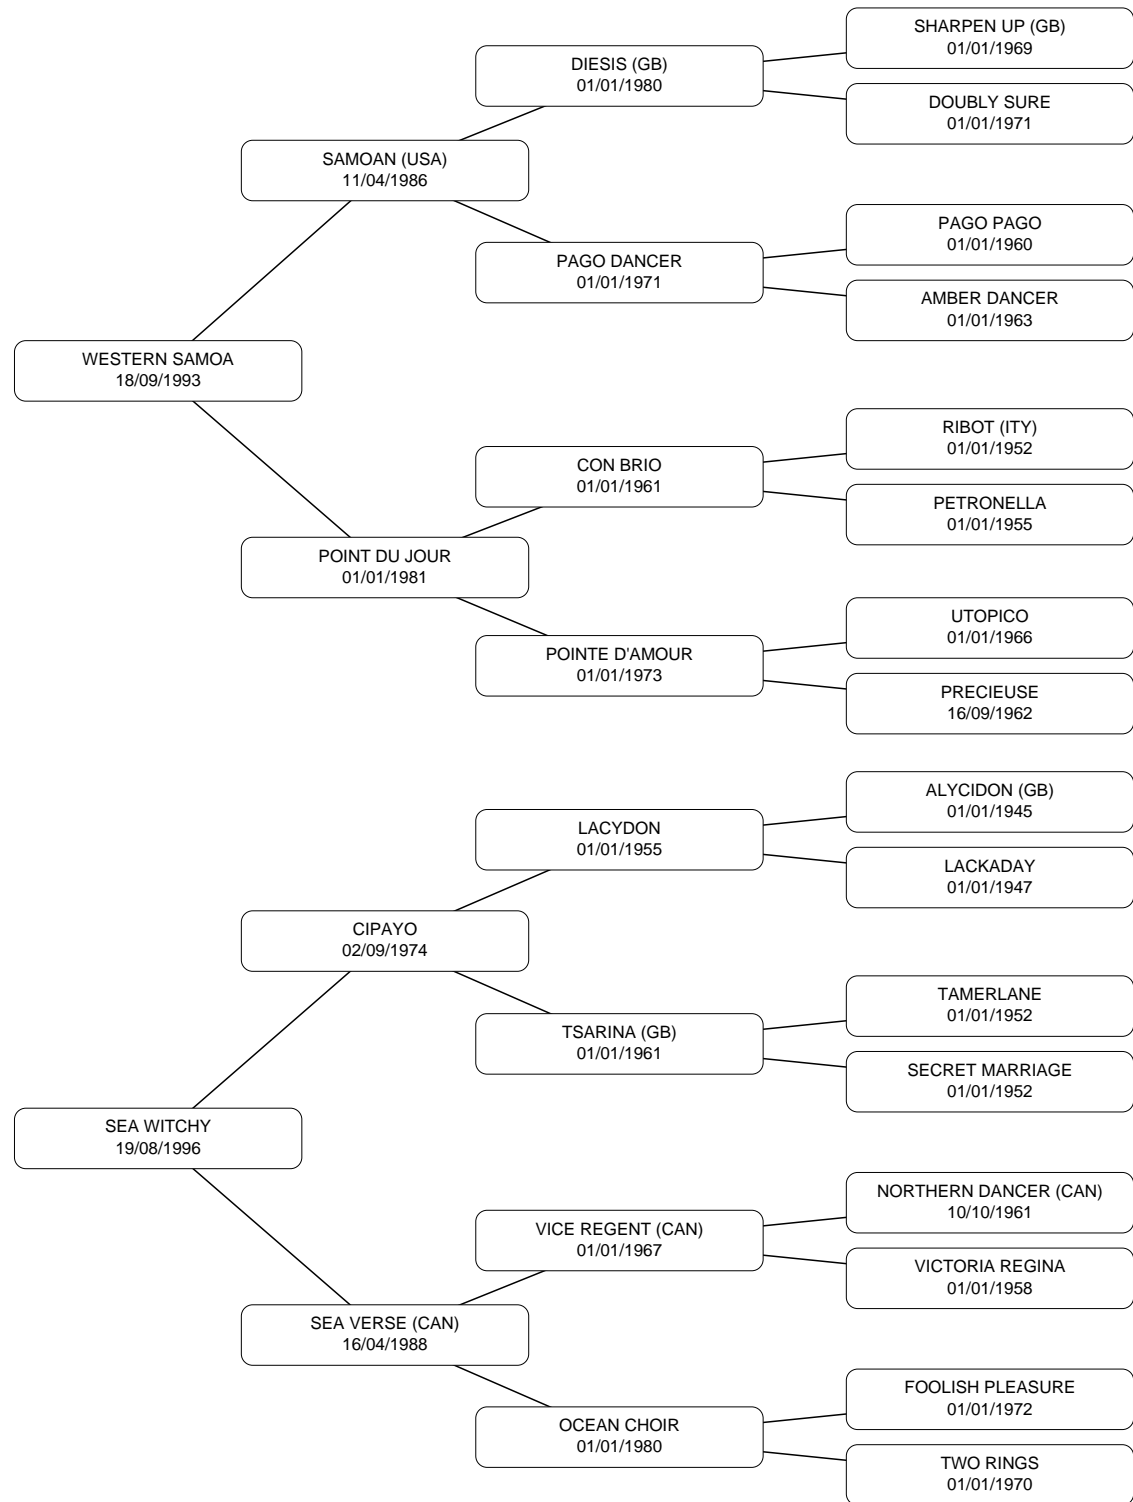 SHARPEN UP (GB)
01/01/1969
DIESIS (GB)
01/01/1980
DOUBLY SURE
01/01/1971
SAMOAN (USA)
11/04/1986
PAGO PAGO
01/01/1960
PAGO DANCER
01/01/1971
AMBER DANCER
01/01/1963
WESTERN SAMOA
18/09/1993
RIBOT (ITY)
01/01/1952
CON BRIO
01/01/1961
PETRONELLA
01/01/1955
POINT DU JOUR
01/01/1981
UTOPICO
01/01/1966
POINTE D'AMOUR
01/01/1973
PRECIEUSE
16/09/1962
ALYCIDON (GB)
01/01/1945
LACYDON
01/01/1955
LACKADAY
01/01/1947
CIPAYO
02/09/1974
TAMERLANE
01/01/1952
TSARINA (GB)
01/01/1961
SECRET MARRIAGE
01/01/1952
SEA WITCHY
19/08/1996
NORTHERN DANCER (CAN)
10/10/1961
VICE REGENT (CAN)
01/01/1967
VICTORIA REGINA
01/01/1958
SEA VERSE (CAN)
16/04/1988
FOOLISH PLEASURE
01/01/1972
OCEAN CHOIR
01/01/1980
TWO RINGS
01/01/1970